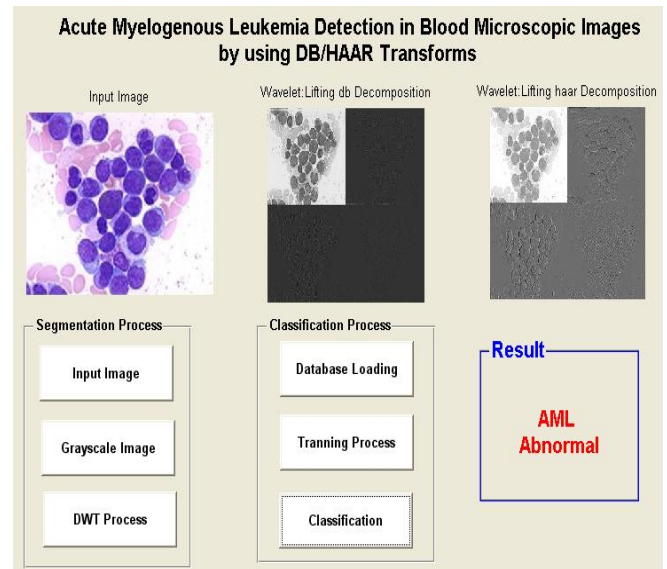 Acute Myelogenous Leukemia Detection in Blood Microscopic Images
by using DB/HAAR Transforms
Input Image
Wavelet:Lifting db Decomposition
Wavelet:Lifting haar Decomposition
Segmentation Process
Input Image
Grayscale Image
DWT Process
Classification Process
Database Loading
Tranning Process
Classification
Result
AML
Abnormal